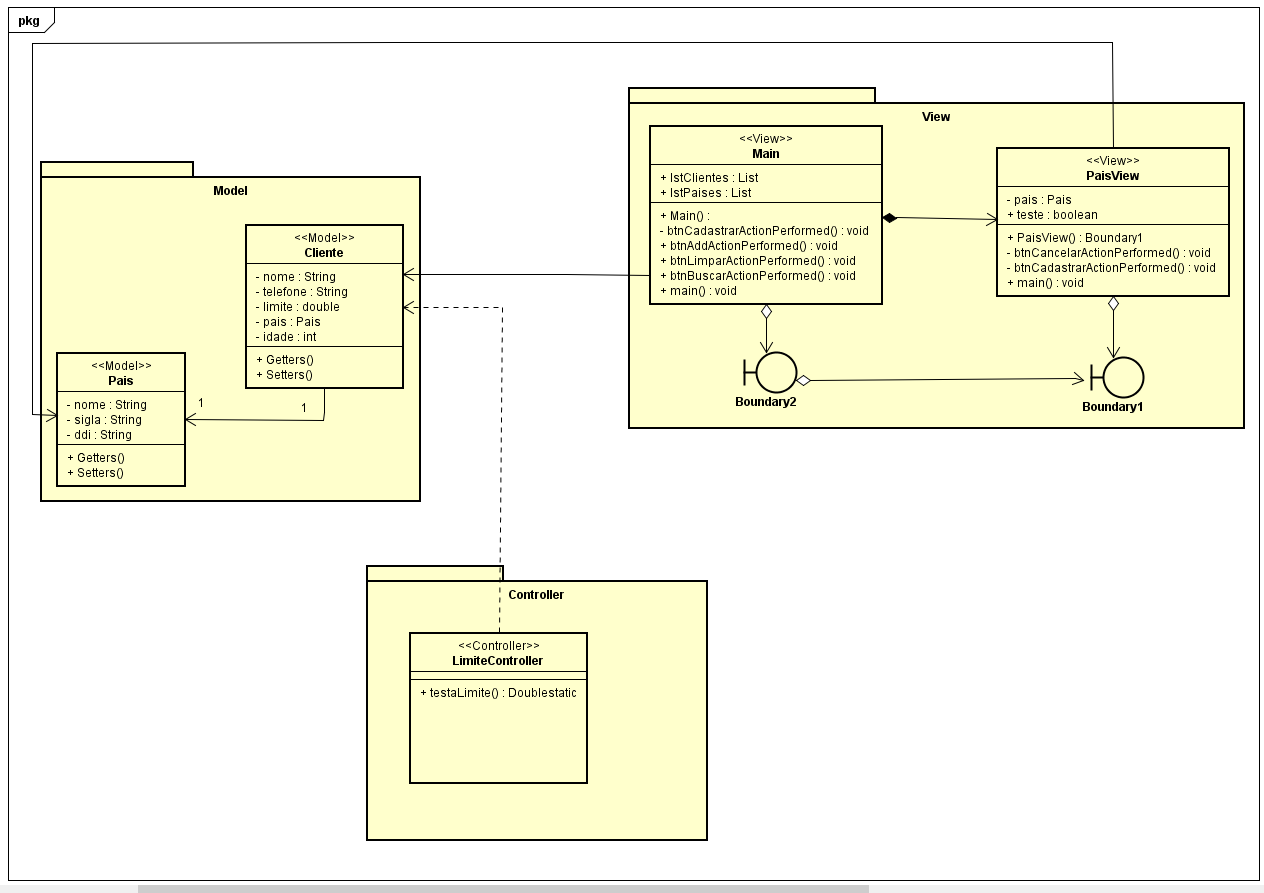 pkg
View
<<View>>
Main
+ lstClientes : List
+ lstPaises : List
+ Main() :
- btnCadastrarActionPerformed() : void
+ btnAddActionPerformed() : void
+ btnLimparActionPerformed() : void
+ btnBuscarActionPerformed() : void
+ main() : void
<<View>>
PaisView
- pais : Pais
+ teste : boolean
+ PaisView() : Boundary1
- btnCancelarActionPerformed() : void
- btnCadastrarActionPerformed() : void
+ main() : void
Boundary2
Boundary1
Model
<<Model>>
Cliente
- nome : String
- telefone : String
- limite : double
- pais : Pais
- idade : int
+ Getters()
+ Setters()
<<Model>>
Pais
- nome : String
- sigla : String
- ddi : String
+ Getters()
+ Setters()
1
1
Controller
<<Controller>>
LimiteController
+ testaLimite() : Doublestatic